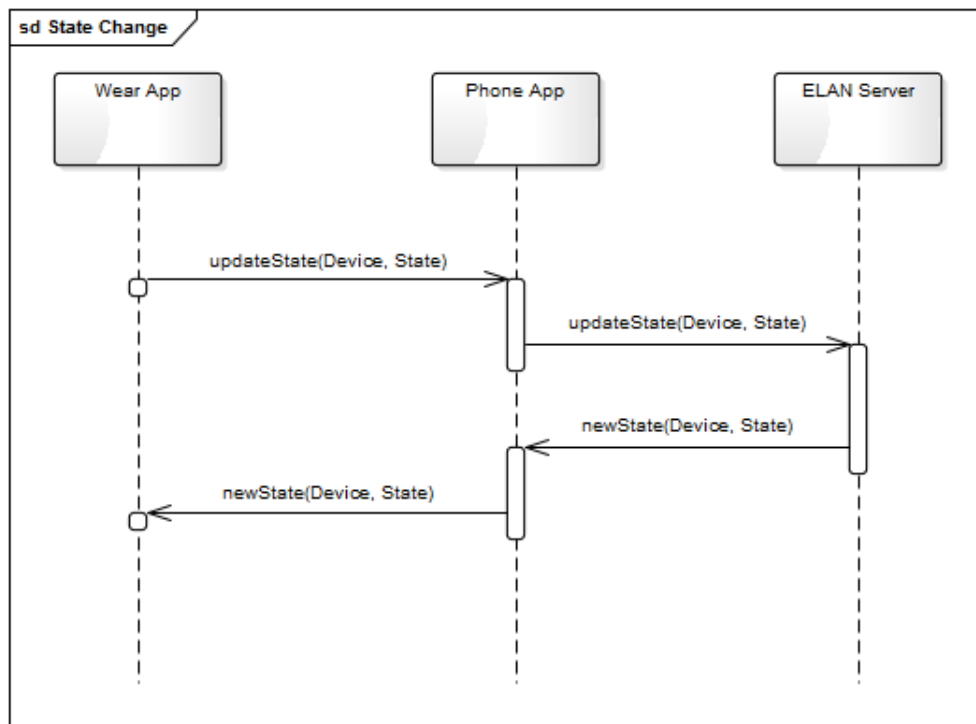 sd State Change
Wear App
Phone App
ELAN Server
updateState(Device, State)
updateState(Device, State)
newState(Device, State)
newState(Device, State)